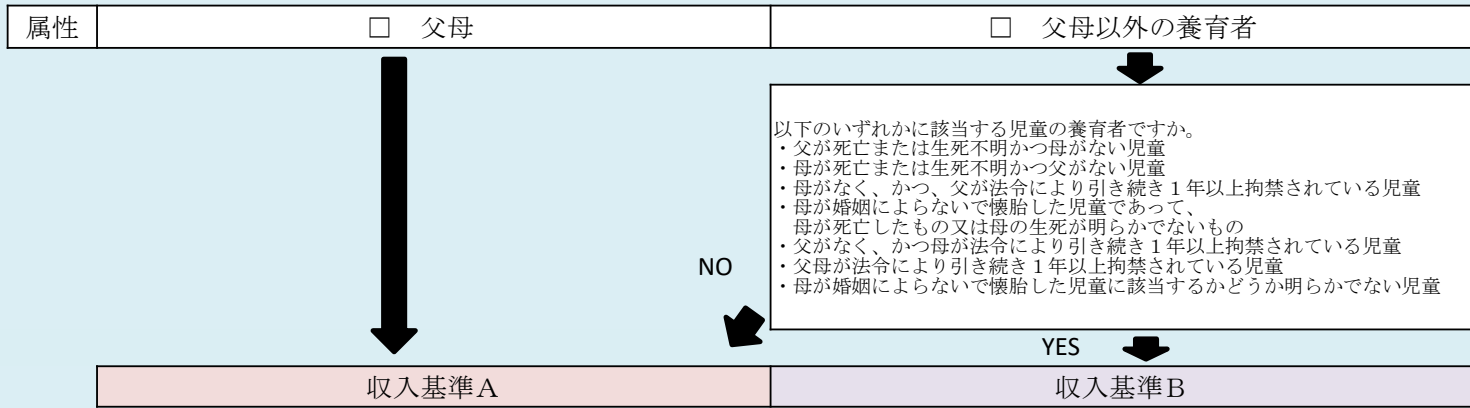 属性
□ 父母
□ 父母以外の養育者
以下のいずれかに該当する児童の養育者ですか。
・父が死亡または生死不明かつ母がない児童
・母が死亡または生死不明かつ父がない児童
・母がなく、かつ、父が法令により引き続き1年以上拘禁されている児童
・母が婚姻によらないで懐胎した児童であって、
母が死亡したもの又は母の生死が明らかでないもの
・父がなく、かつ母が法令により引き続き1年以上拘禁されている児童
・父母が法令により引き続き1年以上拘禁されている児童
・母が婚姻によらないで懐胎した児童に該当するかどうか明らかでない児童
NO
YES
収入基準A
収入基準B